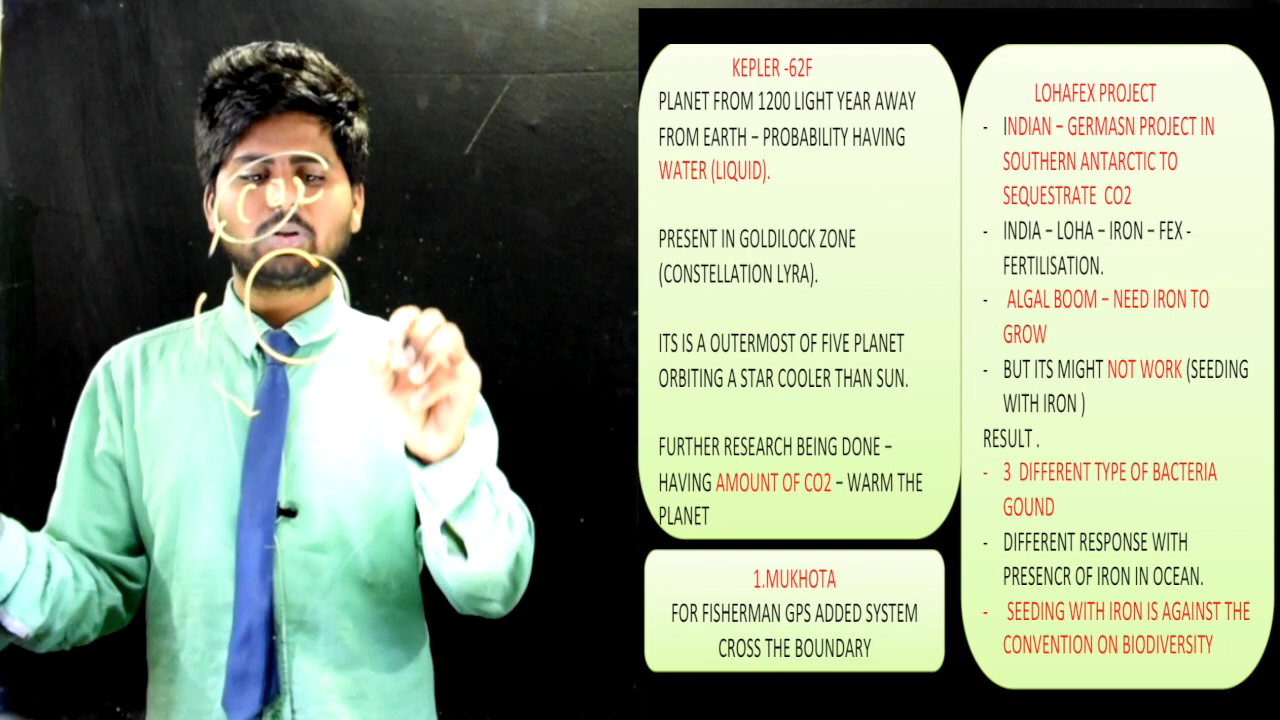 KEPLER -62F
PLANET FROM 1200 LIGHT YEAR AWAY
FROM EARTH – PROBABILITY HAVING
WATER (LIQUID).
PRESENT IN GOLDILOCK ZONE
(CONSTELLATION LYRA).
ITS IS A OUTERMOST OF FIVE PLANET
ORBITING A STAR COOLER THAN SUN.
FURTHER RESEARCH BEING DONE –
HAVING AMOUNT OF CO2 – WARM THE
PLANET
1.MUKHOTA
FOR FISHERMAN GPS ADDED SYSTEM
CROSS THE BOUNDARY
LOHAFEX PROJECT
- INDIAN – GERMASN PROJECT IN
SOUTHERN ANTARCTIC TO
SEQUESTRATE CO2
- INDIA – LOHA – IRON – FEX -
FERTILISATION.
- ALGAL BOOM – NEED IRON TO
GROW
- BUT ITS MIGHT NOT WORK (SEEDING
WITH IRON )
RESULT .
- 3 DIFFERENT TYPE OF BACTERIA
GOUND
- DIFFERENT RESPONSE WITH
PRESENCR OF IRON IN OCEAN.
- SEEDING WITH IRON IS AGAINST THE
CONVENTION ON BIODIVERSITY